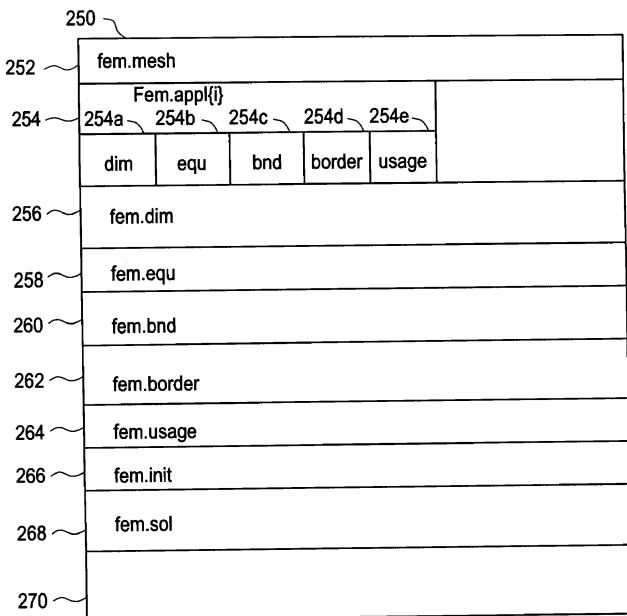 250
252 fem.mesh
Fem.appl{i}
254 254a 254b 254c 254d 254e
dim equ bnd border usage
256 fem.dim
258 fem.equ
260 fem.bnd
262 fem.border
264 fem.usage
266 fem.init
268 fem.sol
270